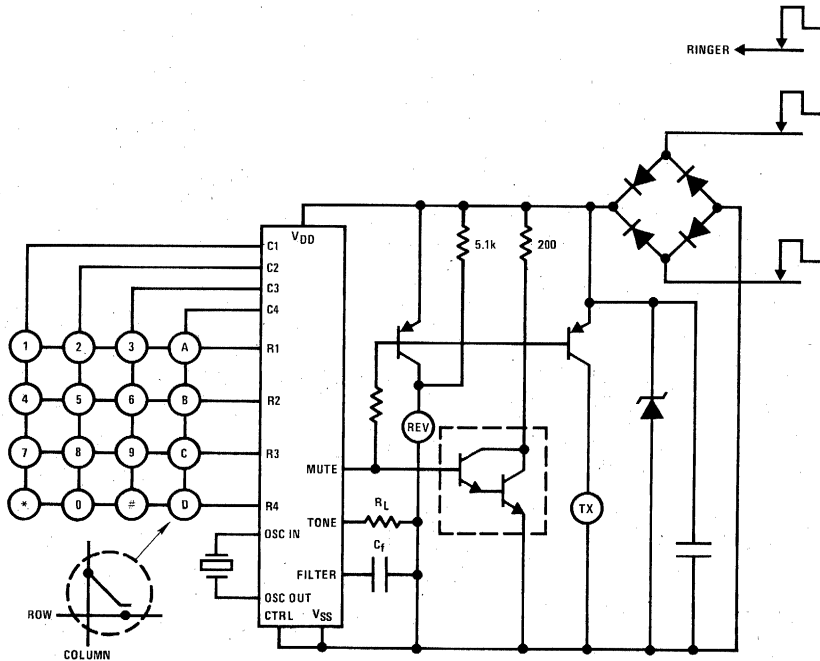 RINGER
VDD
C1
C2
C3
C4
5.1k
200
1 2 3 A
R1
4 5 6 B
R2
REV
7 8 9 C
R3
MUTE
* 0 # D
R4
RL
TX
TONE
OSC IN
Cf
FILTER
OSC OUT
CTRL VSS
ROW
COLUMN